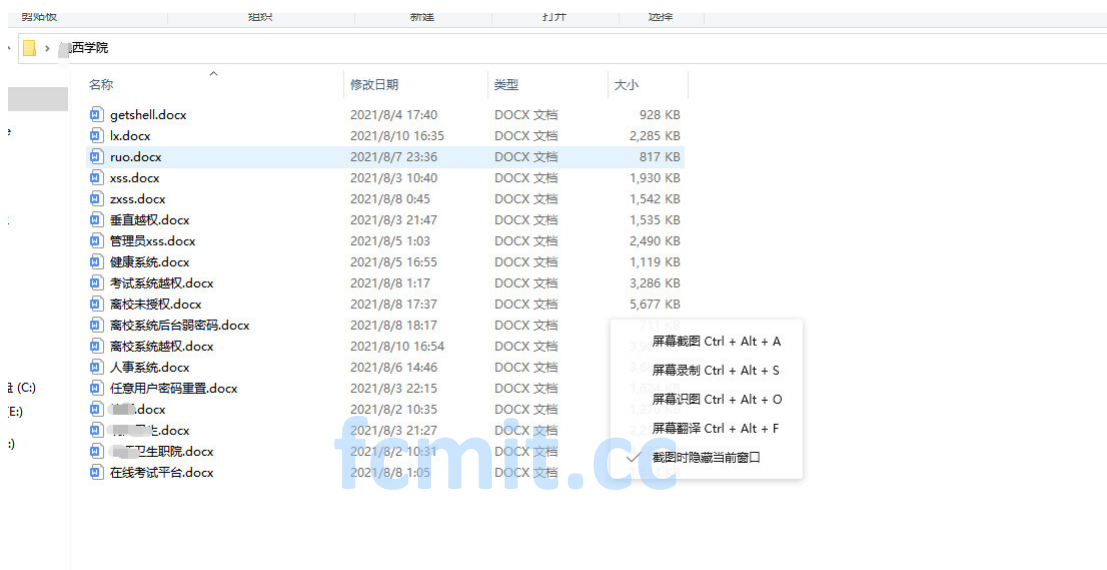 剪贴板 组织 新建 打开 选择
西学院
名称 修改日期 类型 大小
getshell.docx 2021/8/4 17:40 DOCX 文档 928 KB
lx.docx 2021/8/10 16:35 DOCX 文档 2,285 KB
ruo.docx 2021/8/7 23:36 DOCX 文档 817 KB
xss.docx 2021/8/3 10:40 DOCX 文档 1,930 KB
zxss.docx 2021/8/8 0:45 DOCX 文档 1,542 KB
垂直越权.docx 2021/8/3 21:47 DOCX 文档 1,535 KB
管理员xss.docx 2021/8/5 1:03 DOCX 文档 2,490 KB
健康系统.docx 2021/8/5 16:55 DOCX 文档 1,119 KB
考试系统越权.docx 2021/8/8 1:17 DOCX 文档 3,286 KB
离校未授权.docx 2021/8/8 17:37 DOCX 文档 5,677 KB
离校系统后台弱密码.docx 2021/8/8 18:17 DOCX 文档
屏幕截图 Ctrl + Alt + A
离校系统越权.docx 2021/8/10 16:54 DOCX 文档
人事系统.docx 2021/8/6 14:46 DOCX 文档
屏幕录制 Ctrl + Alt + S
(C:) 任意用户密码重置.docx 2021/8/3 22:15 DOCX 文档
屏幕识图 Ctrl + Alt + O
(E:) .docx 2021/8/2 10:35 DOCX 文档
屏幕翻译 Ctrl + Alt + F
生.docx 2021/8/3 21:27 DOCX 文档
:) 卫生职院.docx 2021/8/2 10:31 DOCX 文档
截图时隐藏当前窗口
在线考试平台.docx 2021/8/8 1:05 DOCX 文档
fcmit.cc